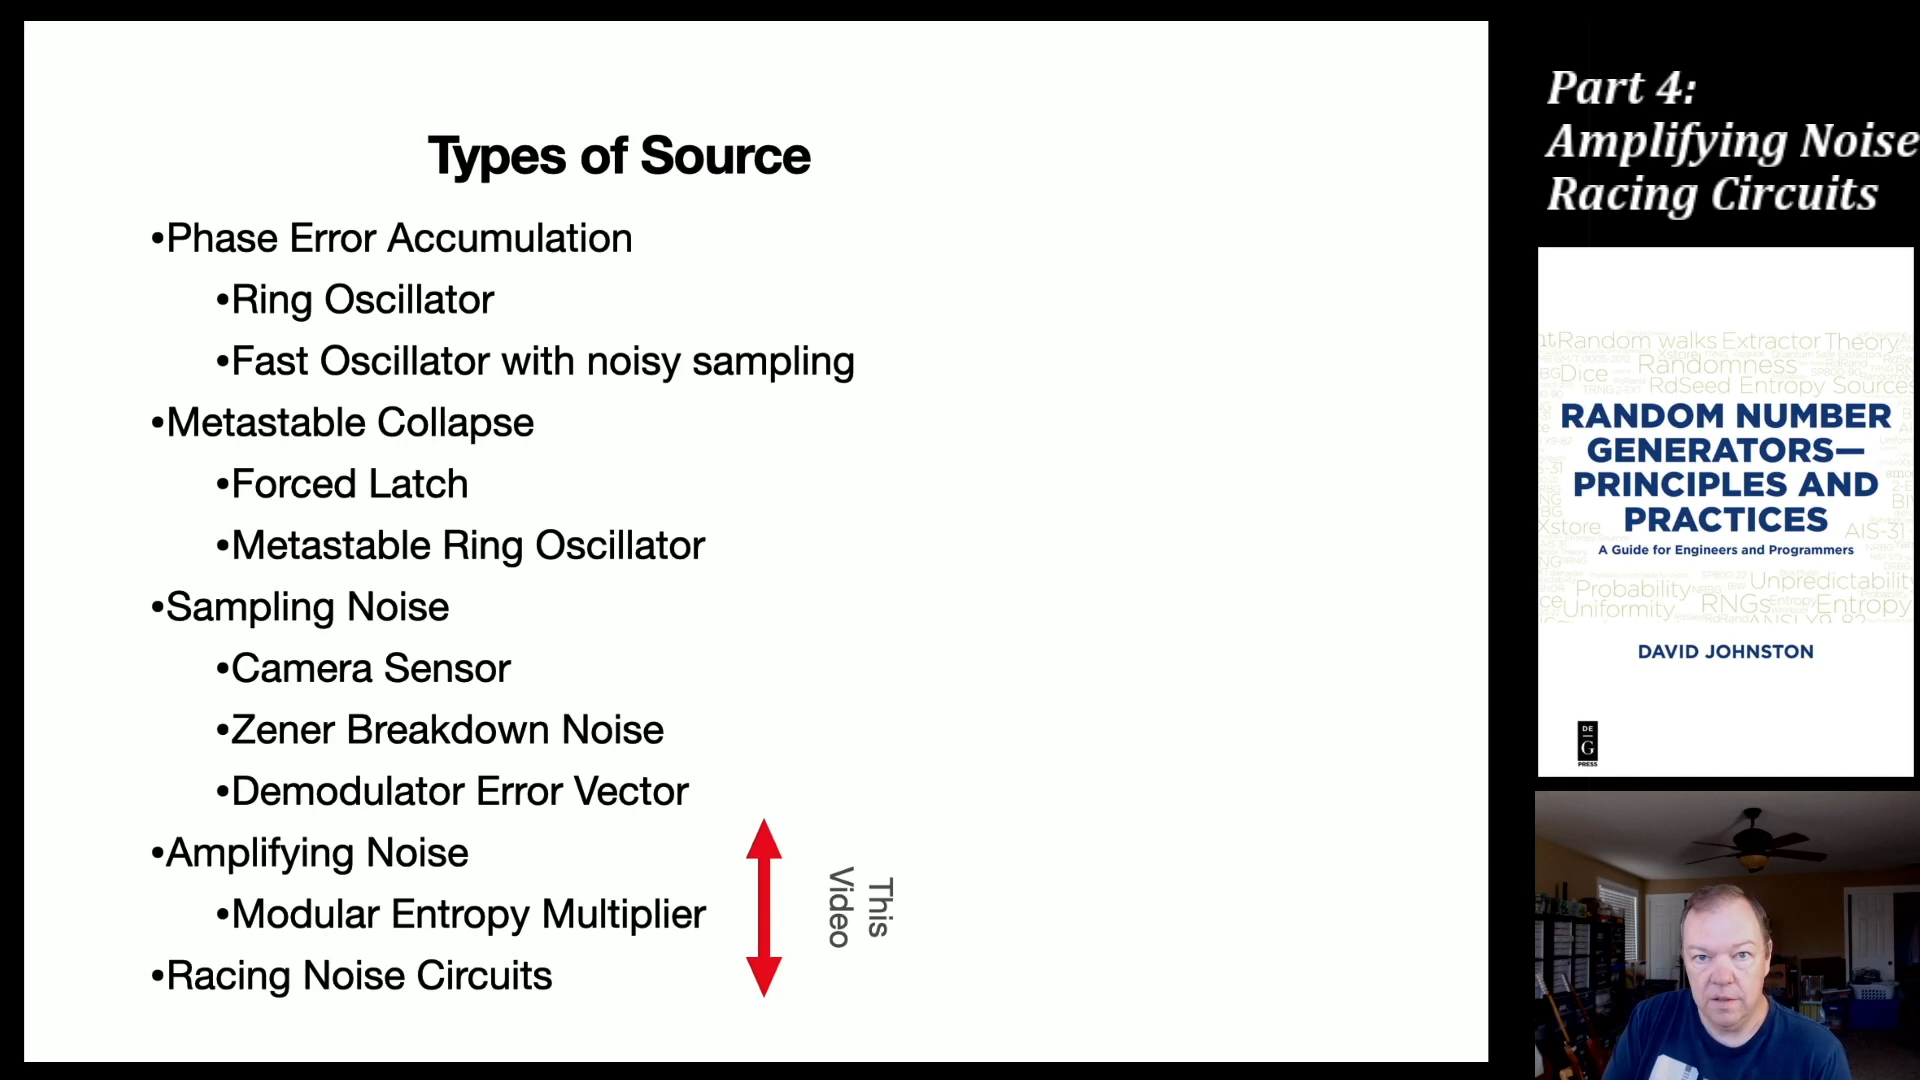 Types of Source
•Phase Error Accumulation
•Ring Oscillator
•Fast Oscillator with noisy sampling
•Metastable Collapse
•Forced Latch
•Metastable Ring Oscillator
•Sampling Noise
•Camera Sensor
•Zener Breakdown Noise
•Demodulator Error Vector
•Amplifying Noise
•Modular Entropy Multiplier
•Racing Noise Circuits
This
Video
Part 4:
Amplifying Noise
Racing Circuits
Random walks Extractor Theory
Dice Randomness
RdSeed Entropy Sources
RANDOM NUMBER
GENERATORS—
PRINCIPLES AND
PRACTICES
Xstore AIS-31
A Guide for Engineers and Programmers
Probability Unpredictability
Uniformity RNGs Entropy
DAVID JOHNSTON
DE
G
PRESS